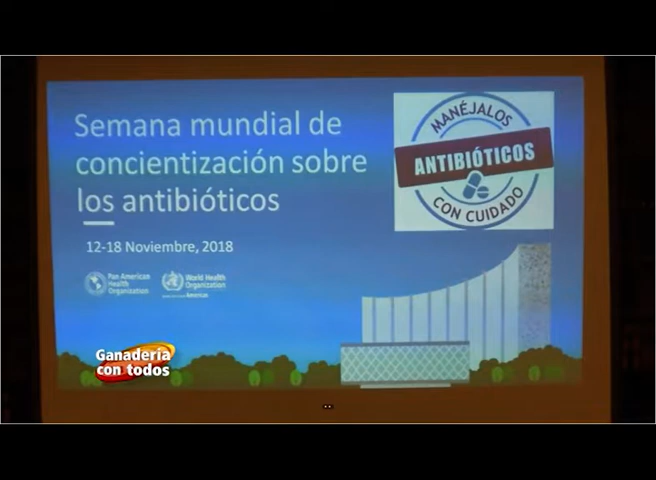 Semana mundial de
concientización sobre
los antibióticos
12-18 Noviembre, 2018
Pan American
Health
Organization
World Health
Organization
Americas
MANÉJALOS
ANTIBIÓTICOS
CON CUIDADO
Ganadería
con todos